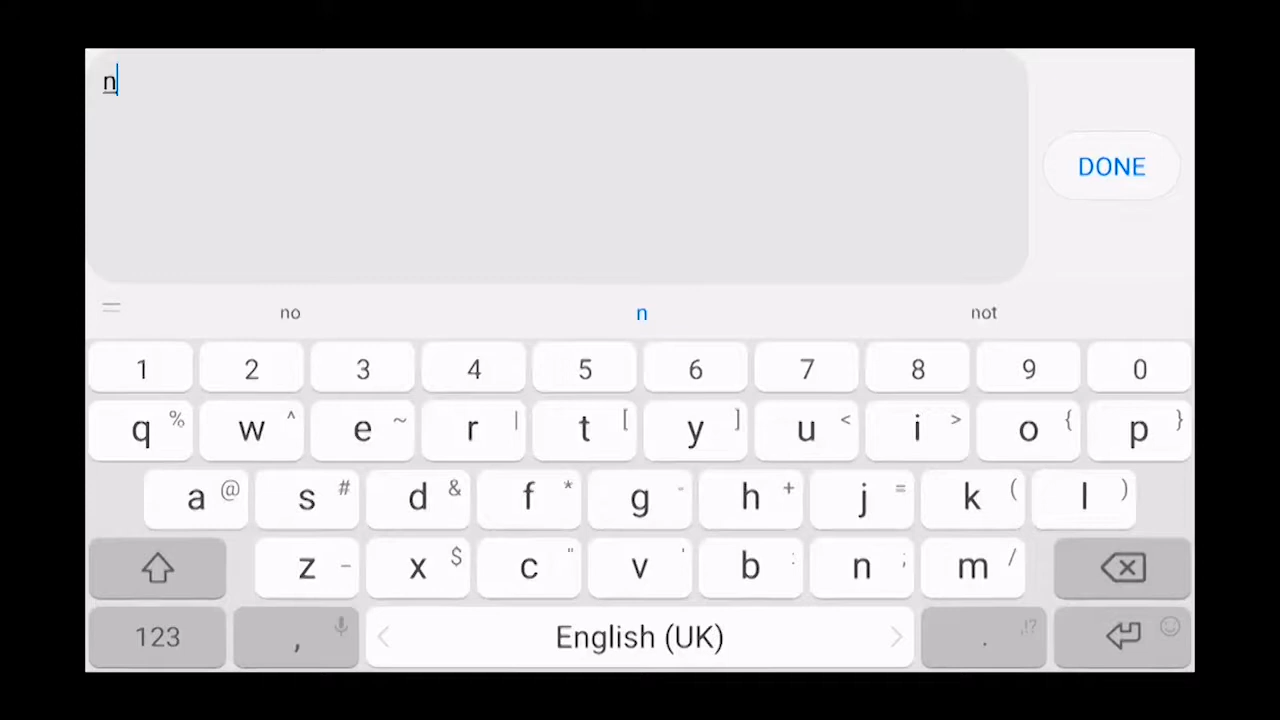 n
DONE
no n not
1 2 3 4 5 6 7 8 9 0
q % w ^ e ~ r | t [ y ] u < i > o { p }
a @ s # d & f * g - h + j = k ( l )
z _ x $ c " v ' b : n ; m /
123 , English (UK) . ,!?